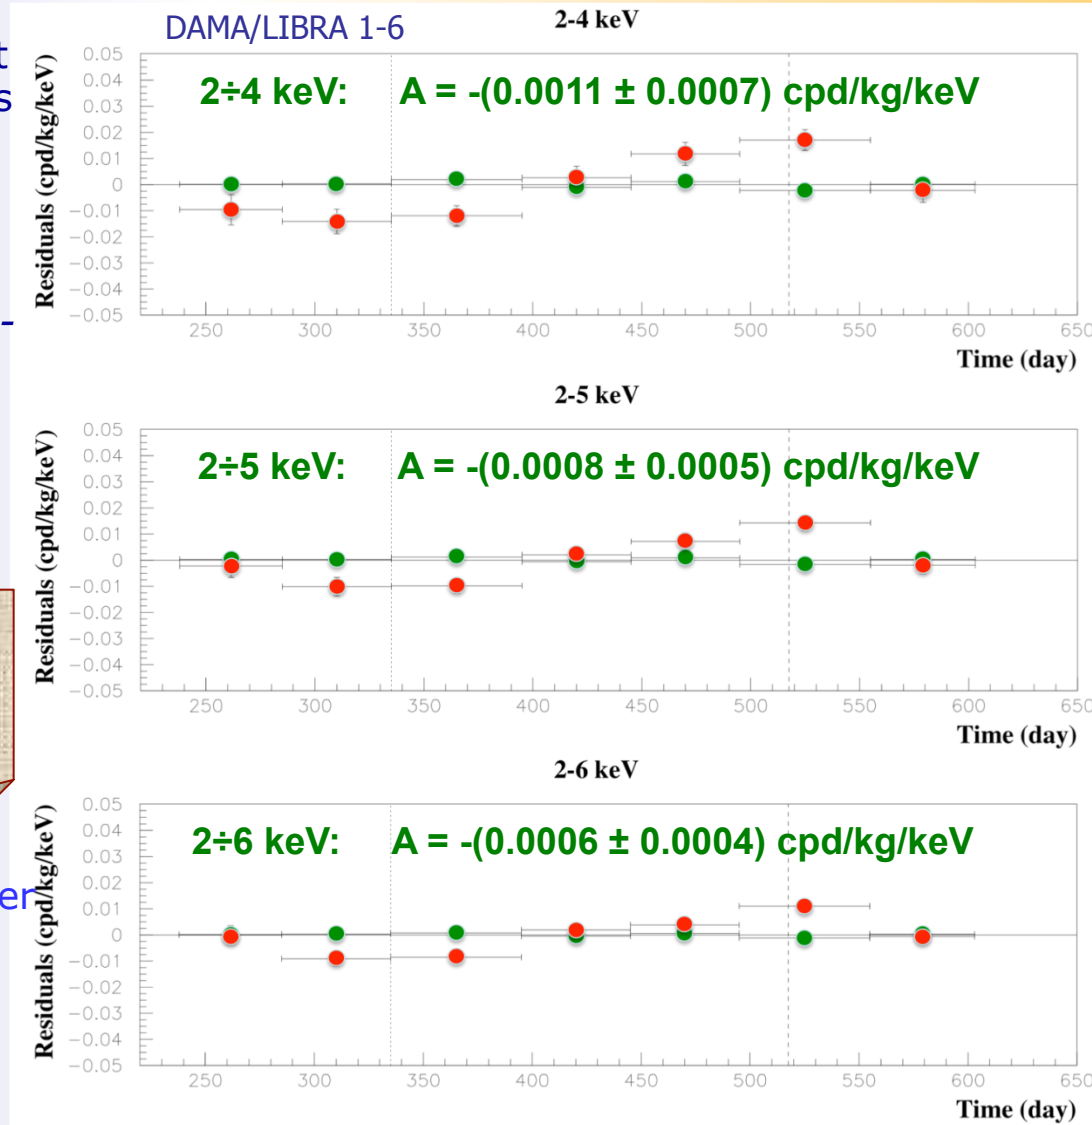 DAMA/LIBRA 1-6
t
s
-
er
2-4 keV
2÷4 keV: A = -(0.0011 ± 0.0007) cpd/kg/keV
Residuals (cpd/kg/keV)
0.05
0.04
0.03
0.02
0.01
0
−0.01
−0.02
−0.03
−0.04
−0.05
250 300 350 400 450 500 550 600 650
Time (day)
2-5 keV
2÷5 keV: A = -(0.0008 ± 0.0005) cpd/kg/keV
Residuals (cpd/kg/keV)
0.05
0.04
0.03
0.02
0.01
0
−0.01
−0.02
−0.03
−0.04
−0.05
250 300 350 400 450 500 550 600 650
Time (day)
2-6 keV
2÷6 keV: A = -(0.0006 ± 0.0004) cpd/kg/keV
Residuals (cpd/kg/keV)
0.05
0.04
0.03
0.02
0.01
0
−0.01
−0.02
−0.03
−0.04
−0.05
250 300 350 400 450 500 550 600 650
Time (day)